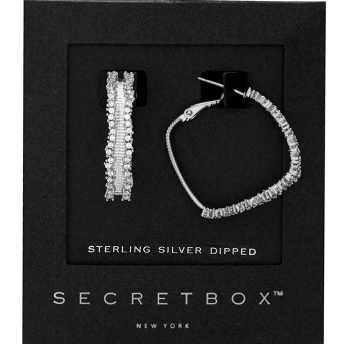 STERLING SILVER DIPPED
SECRETBOX™
NEW YORK